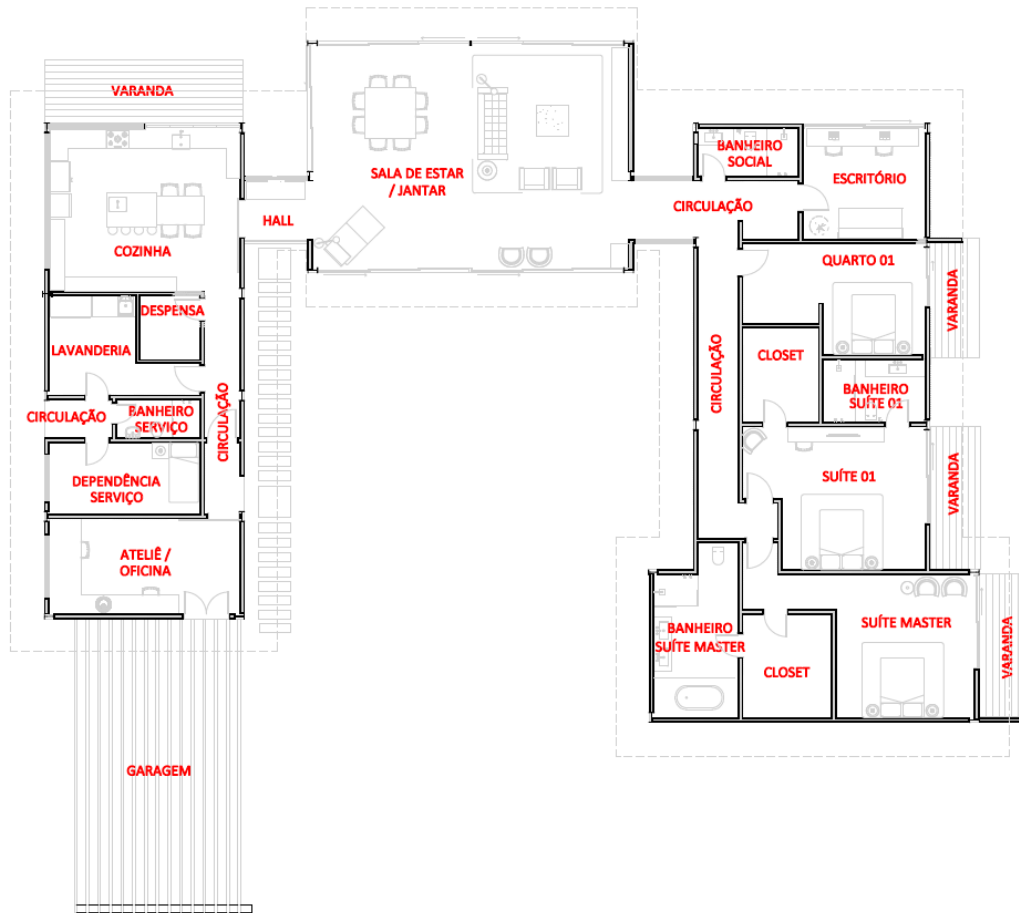 VARANDA
SALA DE ESTAR
/ JANTAR
BANHEIRO
SOCIAL
ESCRITÓRIO
CIRCULAÇÃO
HALL
COZINHA
QUARTO 01
VARANDA
DESPENSA
LAVANDERIA
CLOSET
CIRCULAÇÃO
BANHEIRO
SUÍTE 01
CIRCULAÇÃO
BANHEIRO
SERVIÇO
CIRCULAÇÃO
DEPENDÊNCIA
SERVIÇO
SUÍTE 01
VARANDA
ATELIÊ /
OFICINA
BANHEIRO
SUÍTE MASTER
CLOSET
SUÍTE MASTER
VARANDA
GARAGEM